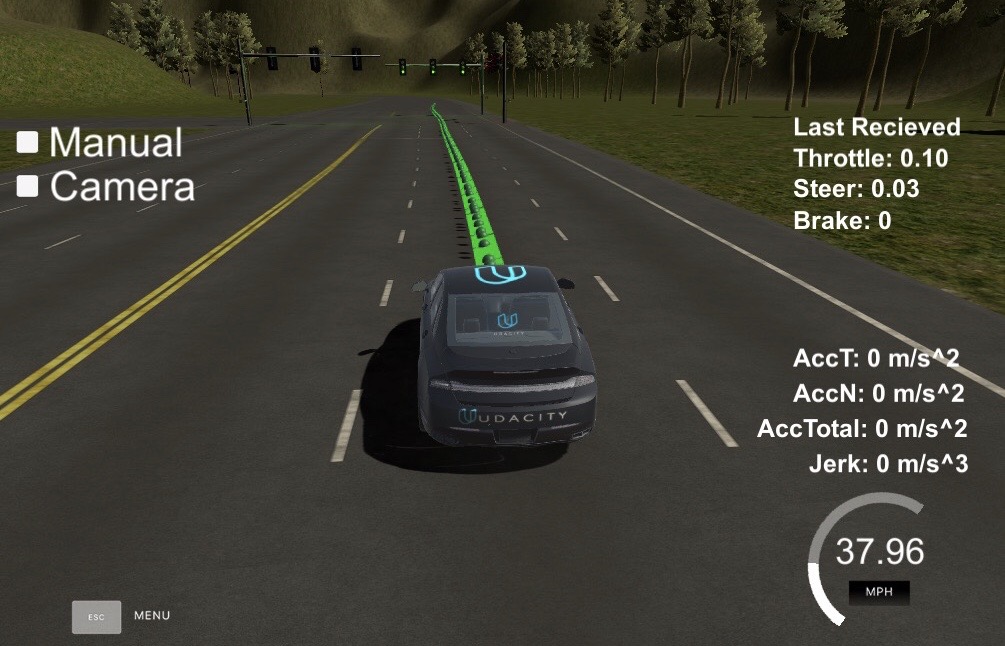 Manual
Camera
Last Recieved
Throttle: 0.10
Steer: 0.03
Brake: 0
AccT: 0 m/s^2
AccN: 0 m/s^2
AccTotal: 0 m/s^2
Jerk: 0 m/s^3
37.96
MPH
UDACITY
UDACITY
ESC
MENU